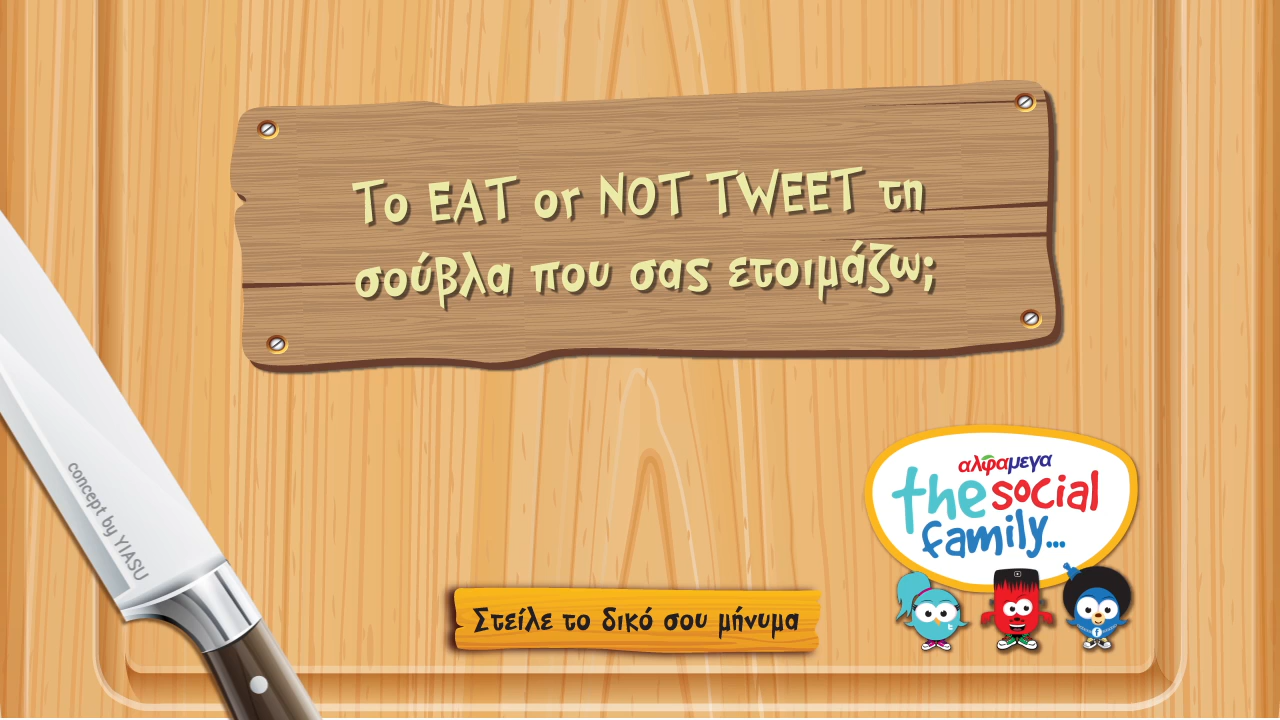 Το EAT or NOT TWEET τη
σούβλα που σας ετοιμάζω;
concept by YIASU
αλφαμεγα
the social
family...
Στείλε το δικό σου μήνυμα